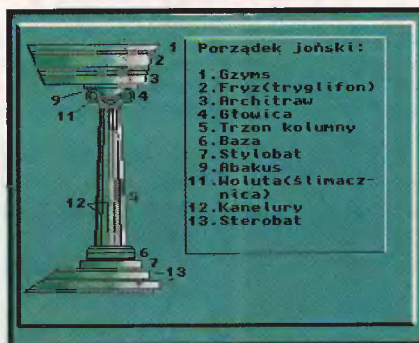 Porządek joński:
1.Gzyms
2.Fryz(tryglifon)
3.Architraw
4.Głowica
5.Trzon kolumny
6.Baza
7.Stylobat
9.Abakus
11.Woluta(ślimacz-
nica)
12.Kanelury
13.Sterobat
1
2
3
9
4
11
12
5
6
7
13